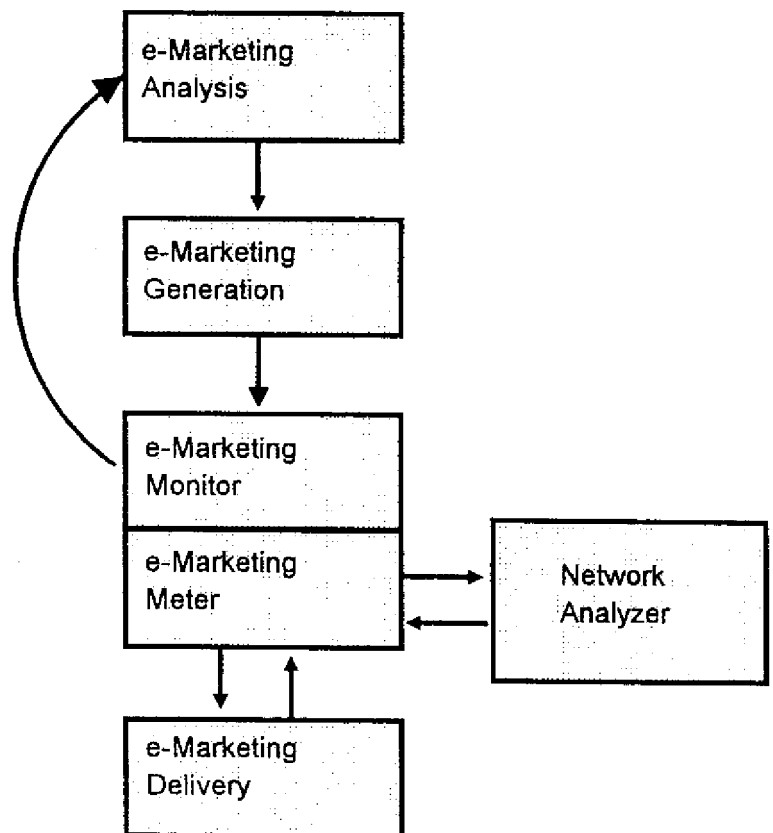 e-Marketing
Analysis
e-Marketing
Generation
e-Marketing
Monitor
e-Marketing
Meter
Network
Analyzer
e-Marketing
Delivery